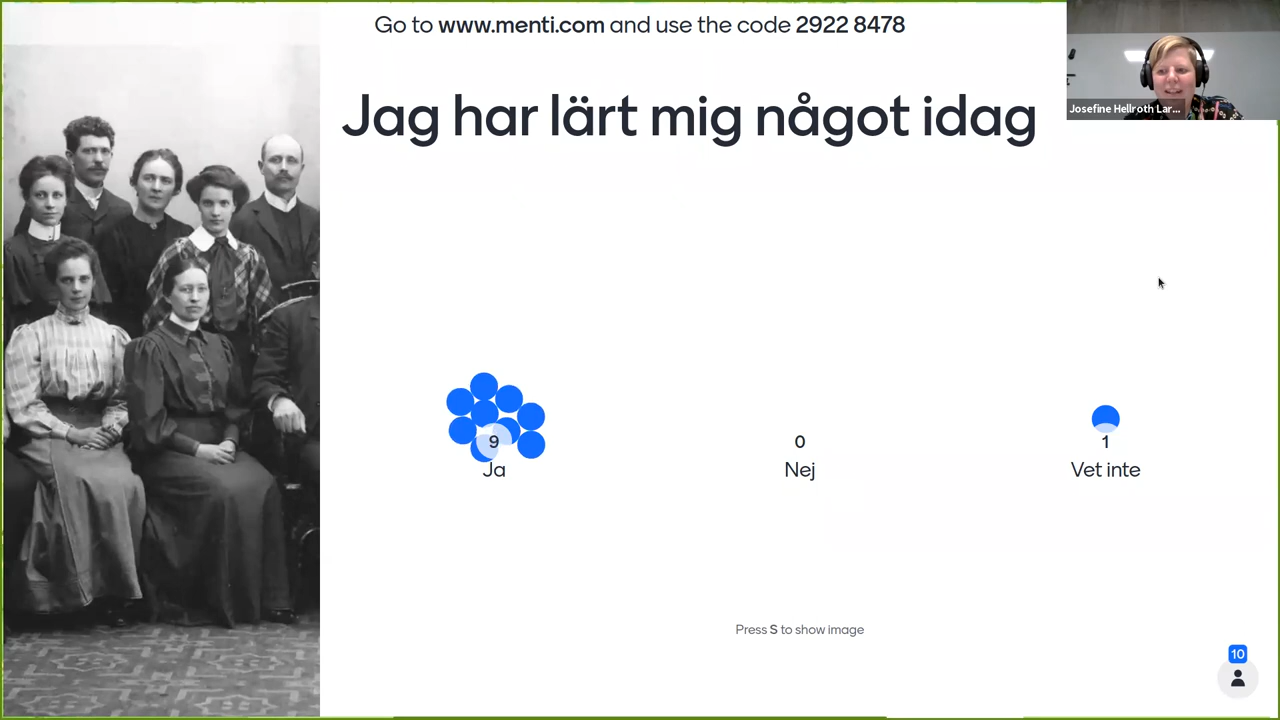 Go to www.menti.com and use the code 2922 8478
Josefine Hellroth Lar...
Jag har lärt mig något idag
9
Ja
0
Nej
1
Vet inte
Press S to show image
10